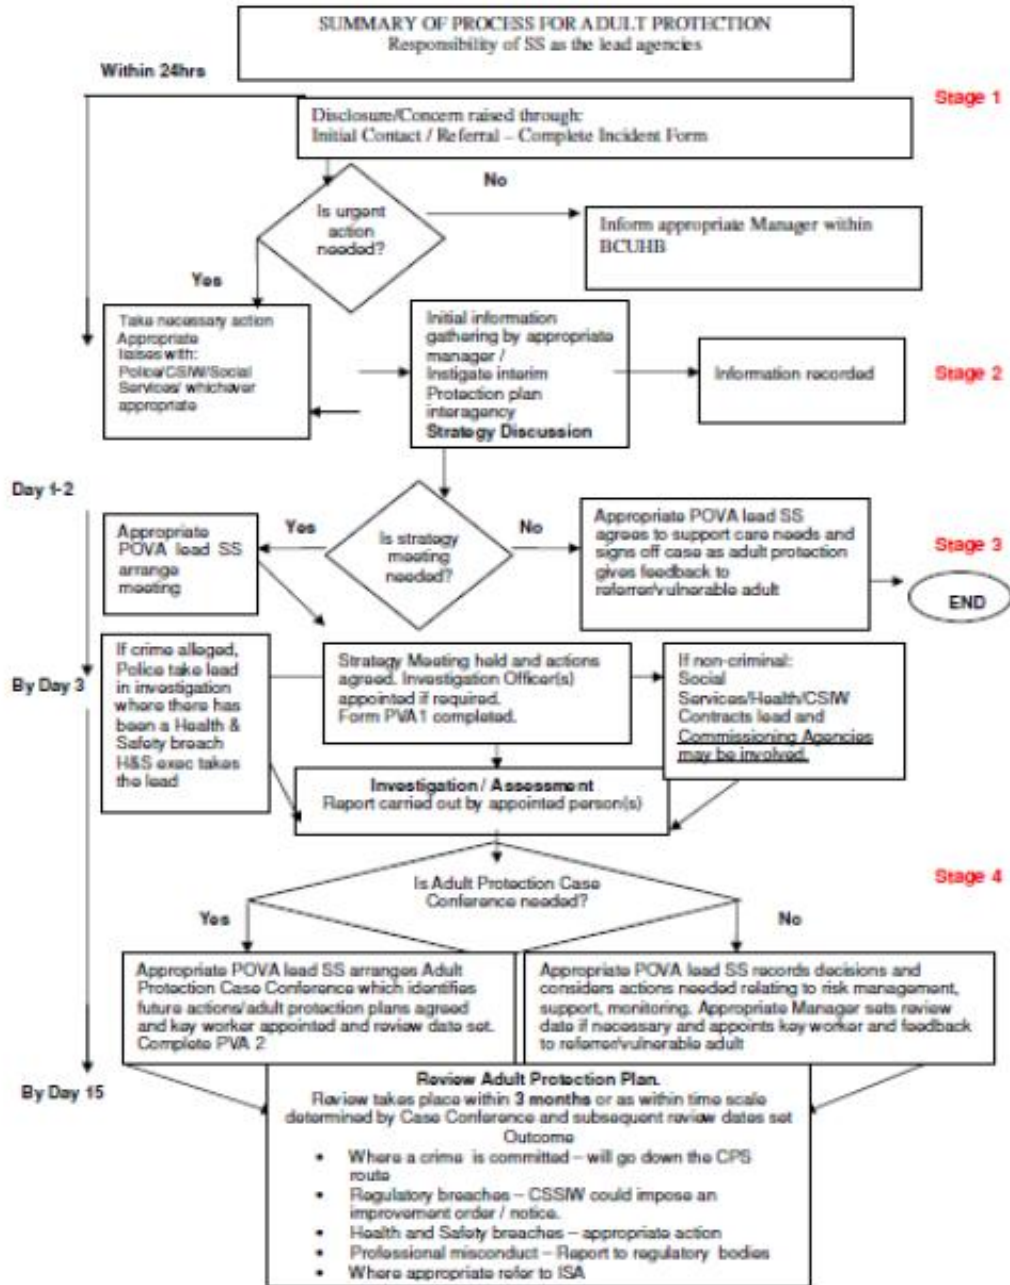 SUMMARY OF PROCESS FOR ADULT PROTECTION
Responsibility of SS as the lead agencies
Within 24hrs
Stage 1
Disclosure/Concern raised through:
Initial Contact / Referral – Complete Incident Form
No
Is urgent
action
needed?
Inform appropriate Manager within
BCUHB
Yes
Take necessary action
Appropriate
liaises with:
Police/CSIW/Social
Services/ whichever
appropriate
Initial information
gathering by appropriate
manager /
Instigate interim
Protection plan
interagency
Strategy Discussion
Information recorded
Stage 2
Day 1-2
Appropriate
POVA lead SS
arrange
meeting
Yes
Is strategy
meeting
needed?
No
Appropriate POVA lead SS
agrees to support care needs and
signs off case as adult protection
gives feedback to
referrer/vulnerable adult
Stage 3
END
By Day 3
If crime alleged,
Police take lead
in investigation
where there has
been a Health &
Safety breach
H&S exec takes
the lead
Strategy Meeting held and actions
agreed. Investigation Officer(s)
appointed if required.
Form PVA1 completed.
If non-criminal:
Social
Services/Health/CSIW
Contracts lead and
Commissioning Agencies
may be involved.
Investigation / Assessment
Report carried out by appointed person(s)
Stage 4
Is Adult Protection Case
Conference needed?
Yes
No
Appropriate POVA lead SS arranges Adult
Protection Case Conference which identifies
future actions/adult protection plans agreed
and key worker appointed and review date set.
Complete PVA 2
Appropriate POVA lead SS records decisions and
considers actions needed relating to risk management,
support, monitoring. Appropriate Manager sets review
date if necessary and appoints key worker and feedback
to referrer/vulnerable adult
By Day 15
Review Adult Protection Plan.
Review takes place within 3 months or as within time scale
determined by Case Conference and subsequent review dates set
Outcome
• Where a crime is committed – will go down the CPS
route
• Regulatory breaches – CSSIW could impose an
improvement order / notice.
• Health and Safety breaches – appropriate action
• Professional misconduct – Report to regulatory bodies
• Where appropriate refer to ISA